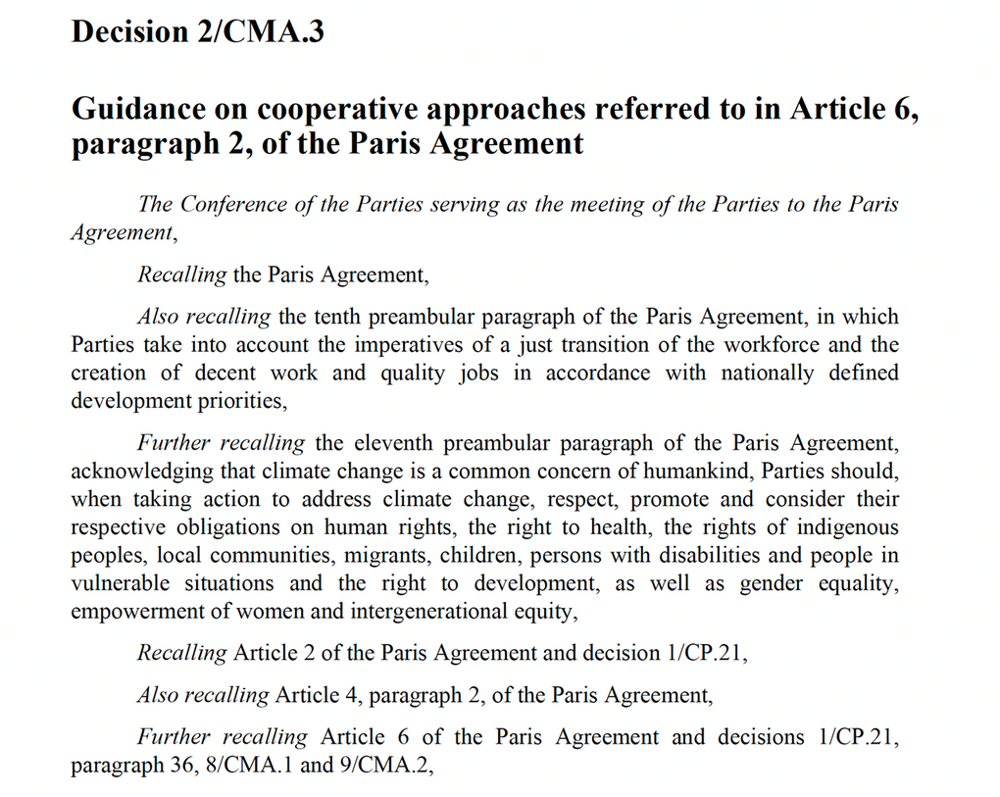 Decision 2/CMA.3
Guidance on cooperative approaches referred to in Article 6,
paragraph 2, of the Paris Agreement
The Conference of the Parties serving as the meeting of the Parties to the Paris
Agreement,
Recalling the Paris Agreement,
Also recalling the tenth preambular paragraph of the Paris Agreement, in which
Parties take into account the imperatives of a just transition of the workforce and the
creation of decent work and quality jobs in accordance with nationally defined
development priorities,
Further recalling the eleventh preambular paragraph of the Paris Agreement,
acknowledging that climate change is a common concern of humankind, Parties should,
when taking action to address climate change, respect, promote and consider their
respective obligations on human rights, the right to health, the rights of indigenous
peoples, local communities, migrants, children, persons with disabilities and people in
vulnerable situations and the right to development, as well as gender equality,
empowerment of women and intergenerational equity,
Recalling Article 2 of the Paris Agreement and decision 1/CP.21,
Also recalling Article 4, paragraph 2, of the Paris Agreement,
Further recalling Article 6 of the Paris Agreement and decisions 1/CP.21,
paragraph 36, 8/CMA.1 and 9/CMA.2,